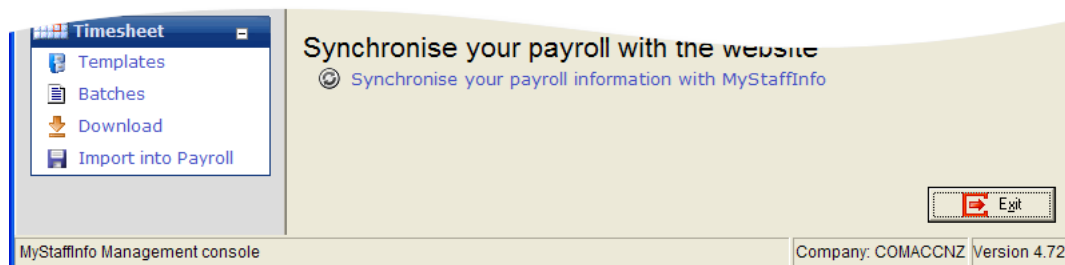 Timesheet
Templates
Batches
Download
Import into Payroll
Synchronise your payroll with the website
Synchronise your payroll information with MyStaffInfo
Exit
MyStaffInfo Management console
Company: COMACCNZ
Version 4.72